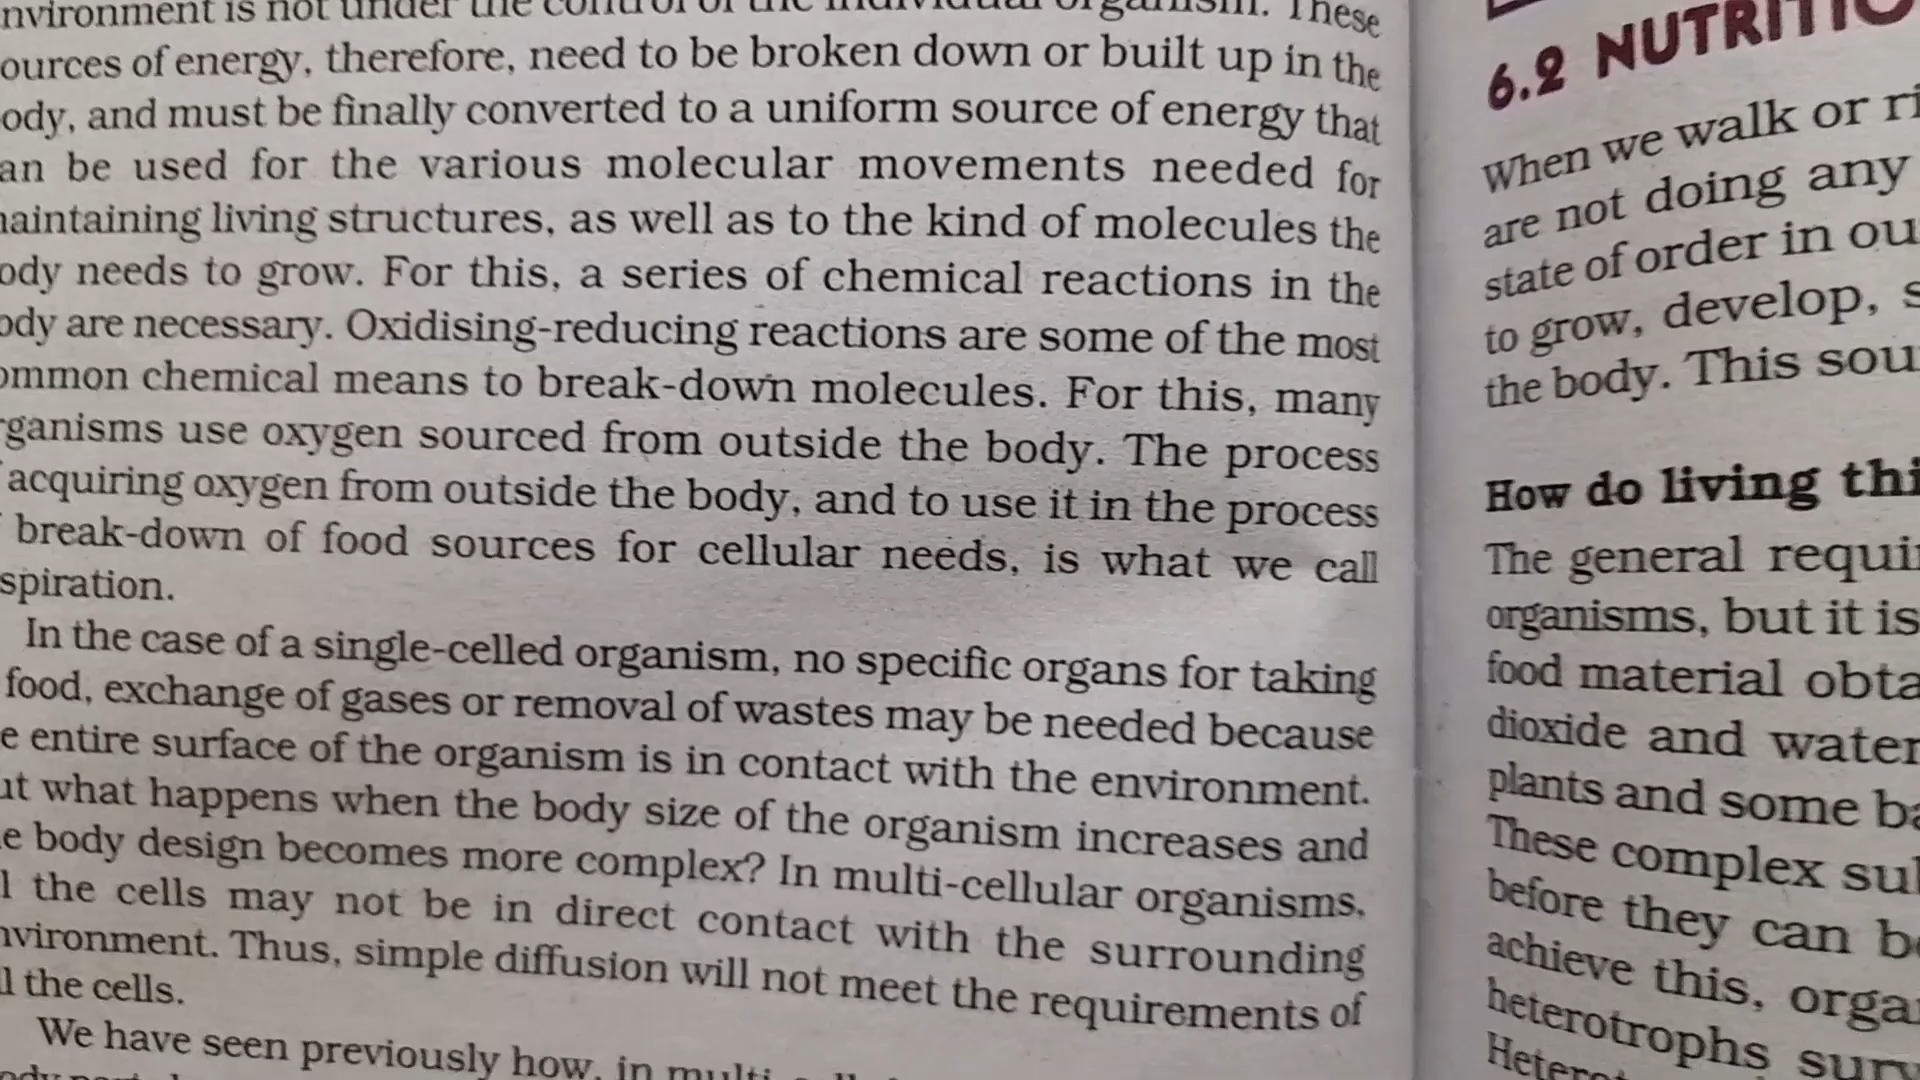 nvironment is not under the control of the individual organism. These
ources of energy, therefore, need to be broken down or built up in the
ody, and must be finally converted to a uniform source of energy that
an be used for the various molecular movements needed for
naintaining living structures, as well as to the kind of molecules the
ody needs to grow. For this, a series of chemical reactions in the
ody are necessary. Oxidising-reducing reactions are some of the most
ommon chemical means to break-down molecules. For this, many
rganisms use oxygen sourced from outside the body. The process
acquiring oxygen from outside the body, and to use it in the process
break-down of food sources for cellular needs, is what we call
spiration.
In the case of a single-celled organism, no specific organs for taking
food, exchange of gases or removal of wastes may be needed because
e entire surface of the organism is in contact with the environment.
ut what happens when the body size of the organism increases and
e body design becomes more complex? In multi-cellular organisms,
l the cells may not be in direct contact with the surrounding
nvironment. Thus, simple diffusion will not meet the requirements of
ll the cells.
We have seen previously how, in multi-
6.2 NUTRITIO
When we walk or ri
are not doing any
state of order in ou
to grow, develop, s
the body. This sou
How do living thi
The general requi
organisms, but it is
food material obta
dioxide and water
plants and some ba
These complex sul
before they can be
achieve this, orga
heterotrophs surv
Hetero